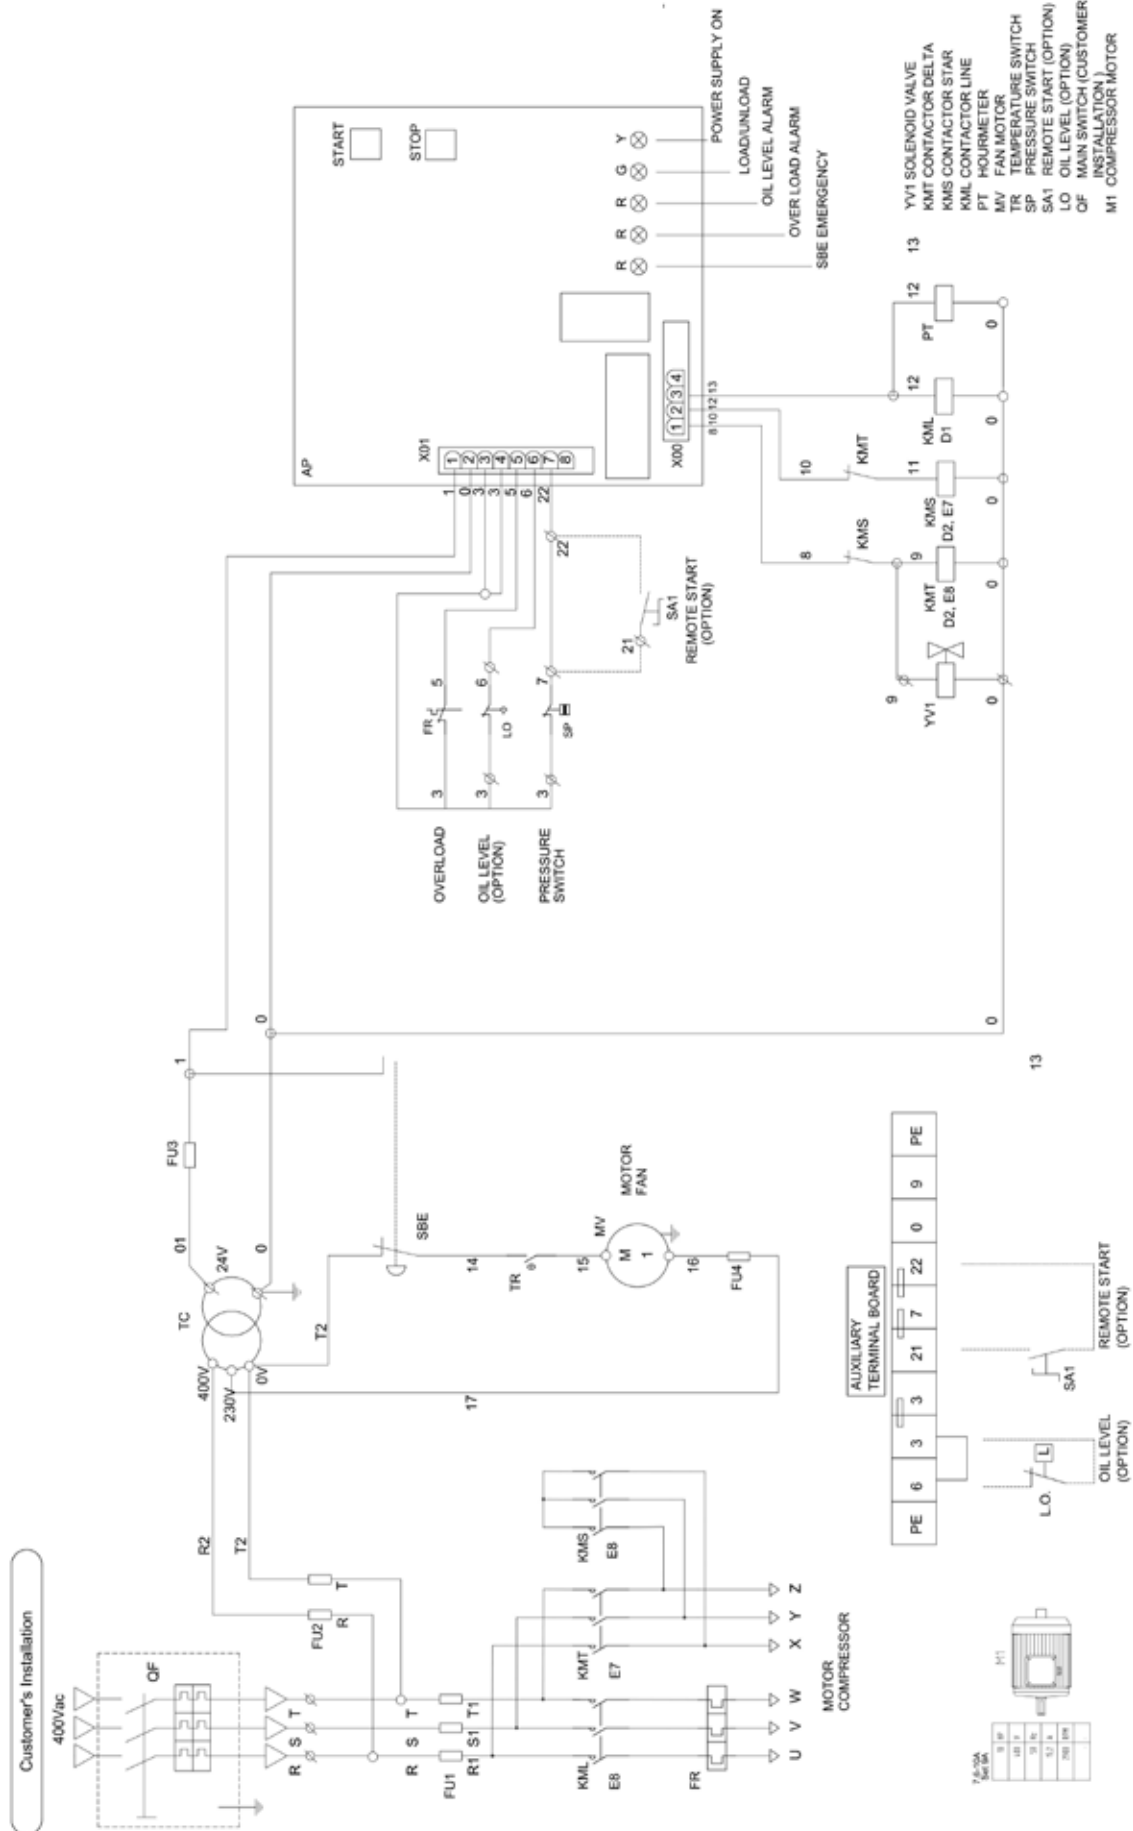 Customer's Installation
400Vac
QF
R
S
T
R
S
T
FU1
R1
S1
T1
KML
E8
FR
U
V
W
MOTOR
COMPRESSOR
X
Y
Z
KMT
E7
KMS
E8
FU2
R
T
R2
T2
400V
230V
0V
TC
24V
01
0
FU3
1
0
T2
SBE
14
TR
15
MV
M
1
MOTOR
FAN
16
FU4
17
AP
START
STOP
X01
1
2
3
4
5
6
7
8
1
0
3
3
5
6
22
X00
1 2 3 4
8 10 12 13
R
R
R
G
Y
POWER SUPPLY ON
LOAD/UNLOAD
OIL LEVEL ALARM
OVER LOAD ALARM
SBE EMERGENCY
OVERLOAD
3
FR
5
OIL LEVEL
(OPTION)
3
LO
6
PRESSURE
SWITCH
3
SP
7
22
21
SA1
REMOTE START
(OPTION)
8
KMS
9
10
KMT
11
9
YV1
KMT
D2, E8
KMS
D2, E7
KML
D1
12
PT
12
13
0
0
0
0
0
0
13
YV1 SOLENOID VALVE
KMT CONTACTOR DELTA
KMS CONTACTOR STAR
KML CONTACTOR LINE
PT HOURMETER
MV FAN MOTOR
TR TEMPERATURE SWITCH
SP PRESSURE SWITCH
SA1 REMOTE START (OPTION)
LO OIL LEVEL (OPTION)
QF MAIN SWITCH (CUSTOMER
INSTALLATION )
M1 COMPRESSOR MOTOR
AUXILIARY
TERMINAL BOARD
PE 6 3 3 21 7 22 0 9 PE
L.O.
L
OIL LEVEL
(OPTION)
SA1
REMOTE START
(OPTION)
M1